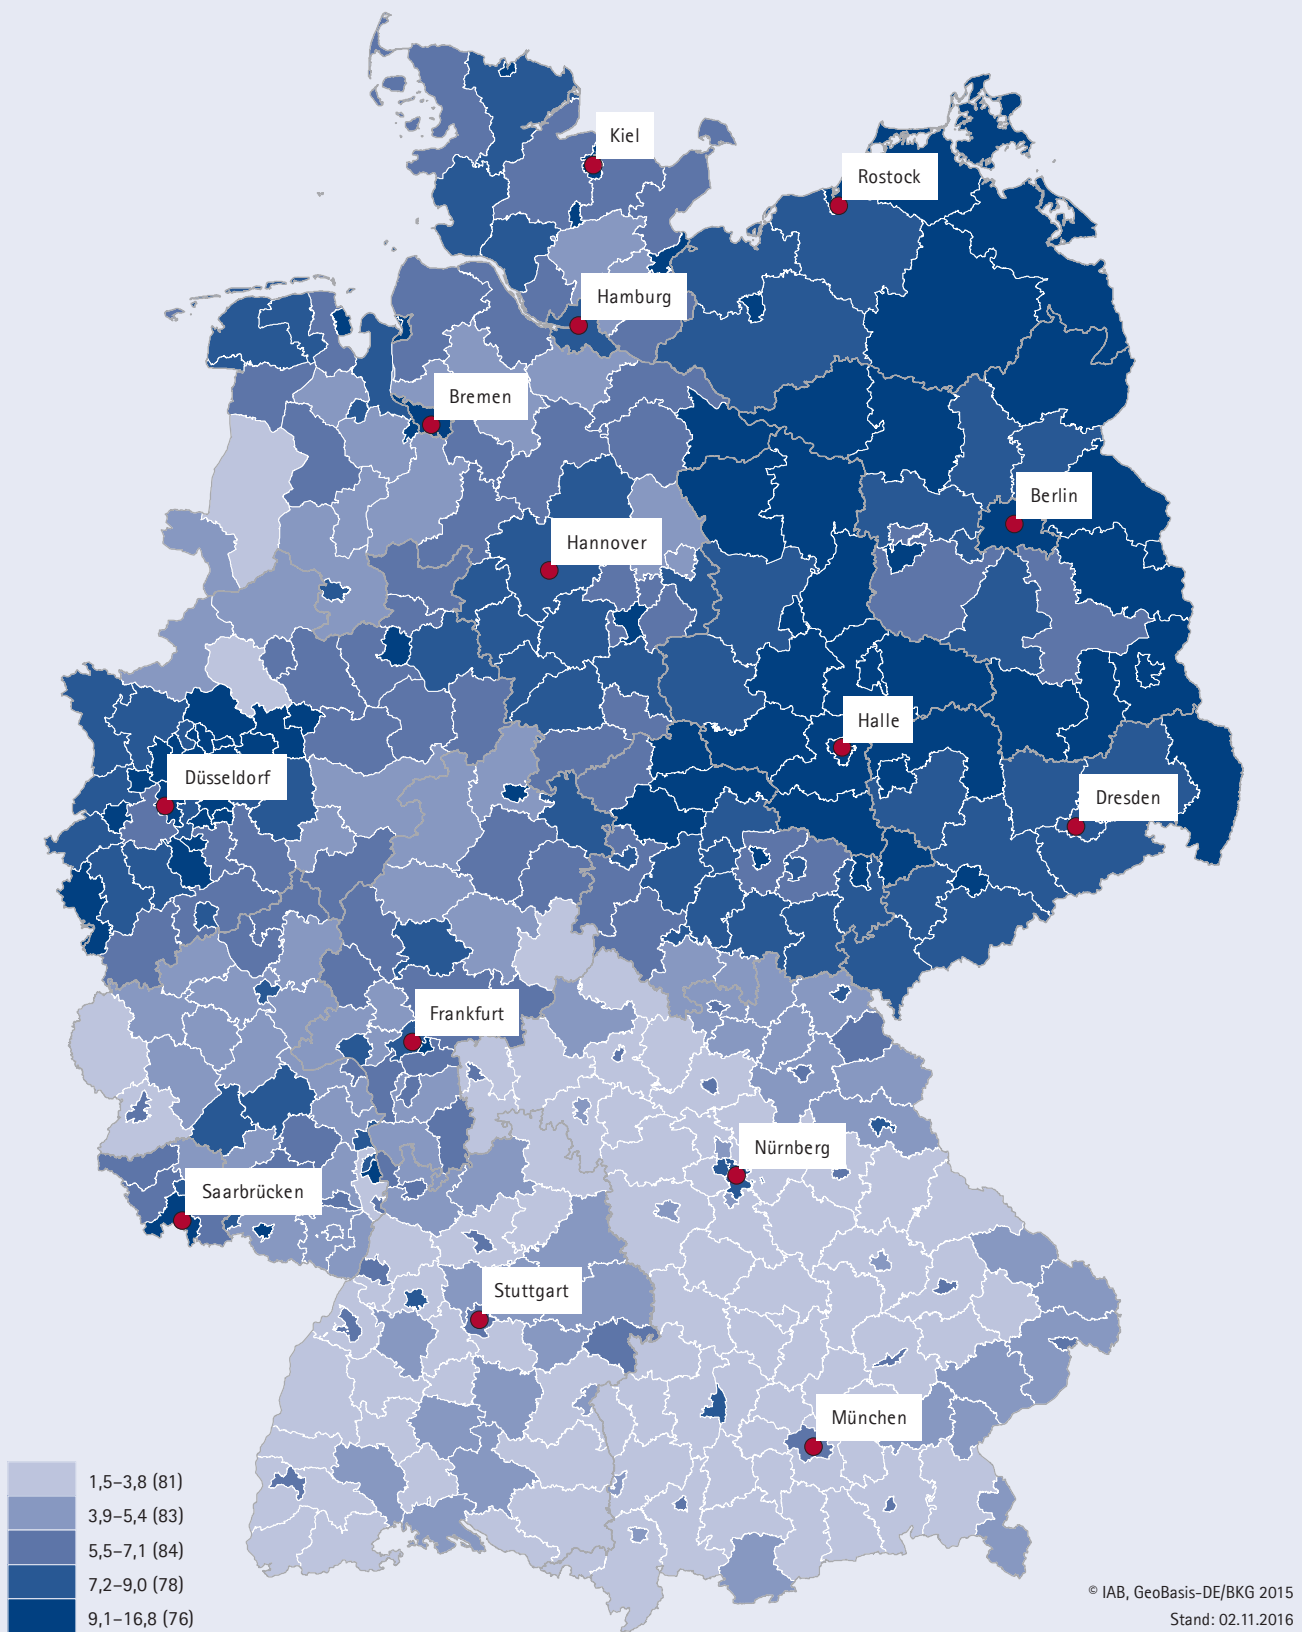 Kiel
Rostock
Hamburg
Bremen
Berlin
Hannover
Halle
Düsseldorf
Dresden
Frankfurt
Nürnberg
Saarbrücken
Stuttgart
München
1,5–3,8 (81)
3,9–5,4 (83)
5,5–7,1 (84)
7,2–9,0 (78)
9,1–16,8 (76)
© IAB, GeoBasis-DE/BKG 2015
Stand: 02.11.2016